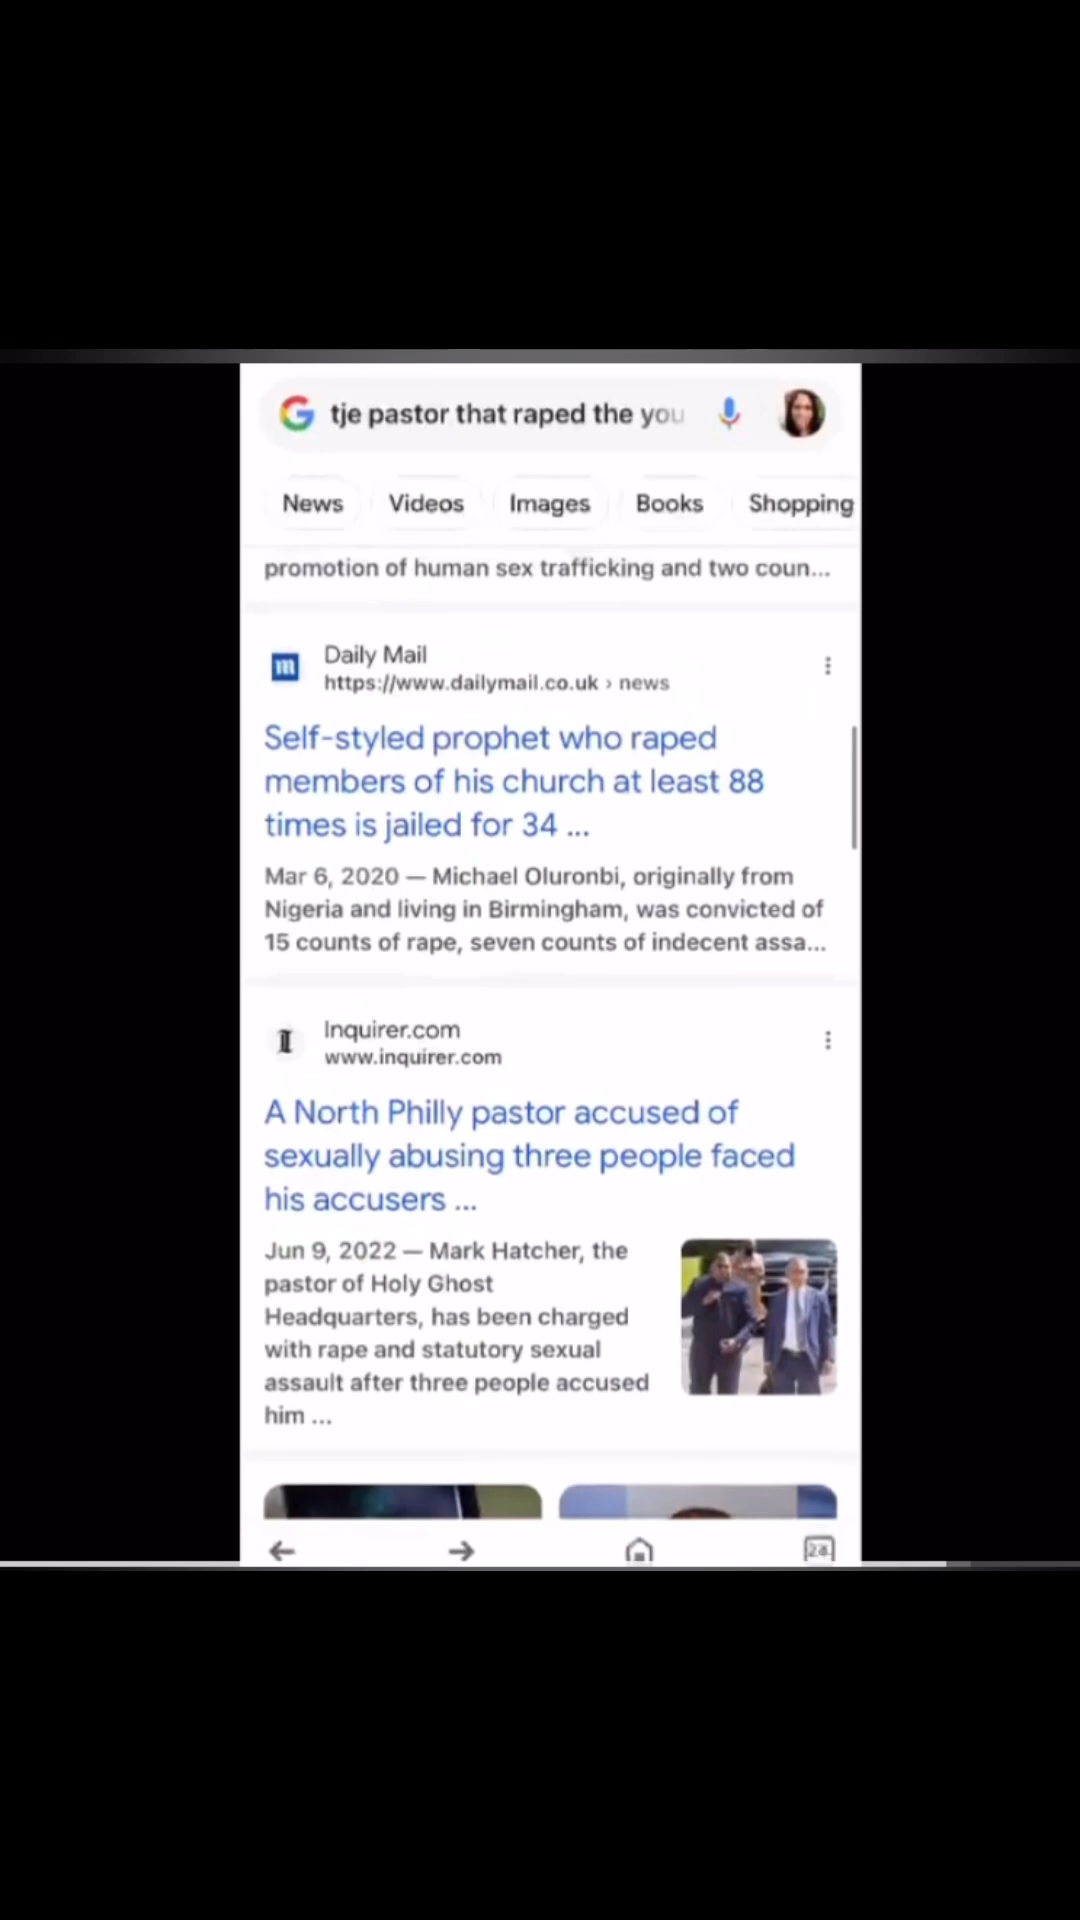 tje pastor that raped the you
News Videos Images Books Shopping
promotion of human sex trafficking and two coun...
Daily Mail
https://www.dailymail.co.uk › news
Self-styled prophet who raped
members of his church at least 88
times is jailed for 34 ...
Mar 6, 2020 — Michael Oluronbi, originally from
Nigeria and living in Birmingham, was convicted of
15 counts of rape, seven counts of indecent assa...
Inquirer.com
www.inquirer.com
A North Philly pastor accused of
sexually abusing three people faced
his accusers ...
Jun 9, 2022 — Mark Hatcher, the
pastor of Holy Ghost
Headquarters, has been charged
with rape and statutory sexual
assault after three people accused
him ...